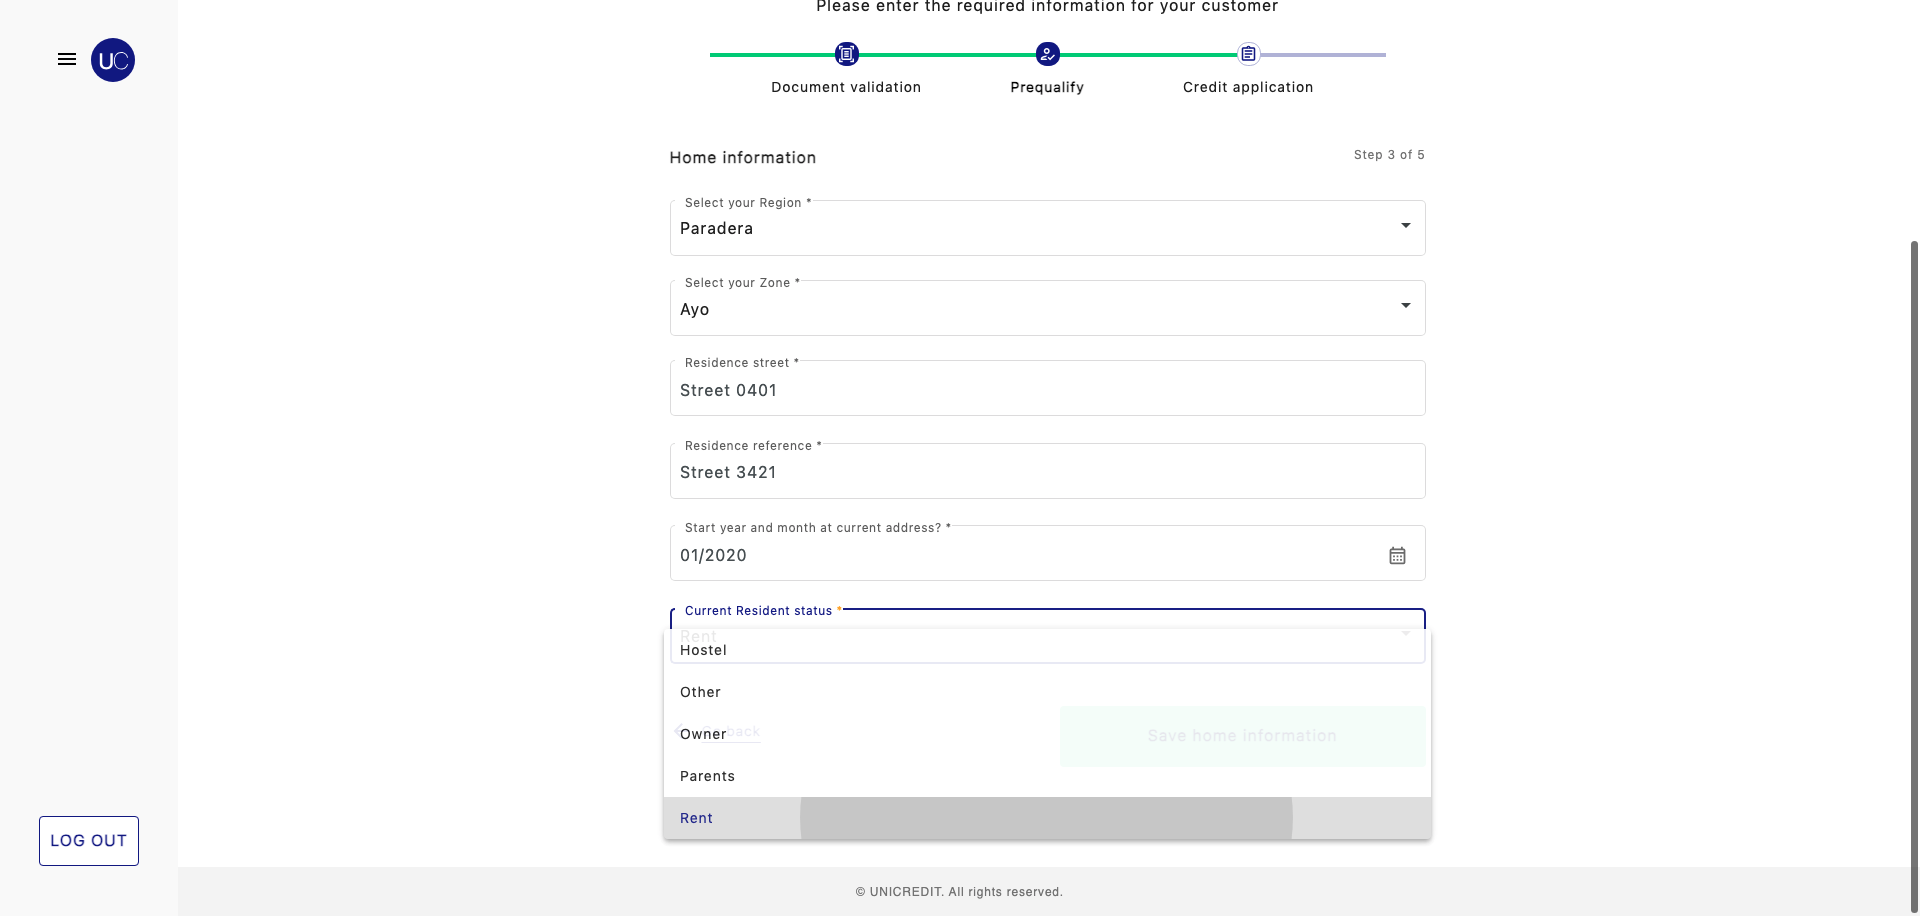 Please enter the required information for your customer
UC
Document validation
Prequalify
Credit application
Home information
Step 3 of 5
Select your Region *
Paradera
Select your Zone *
Ayo
Residence street *
Street 0401
Residence reference *
Street 3421
Start year and month at current address? *
01/2020
Current Resident status *
Rent
Hostel
Other
Go back
Owner
Save home information
Parents
Rent
LOG OUT
© UNICREDIT. All rights reserved.